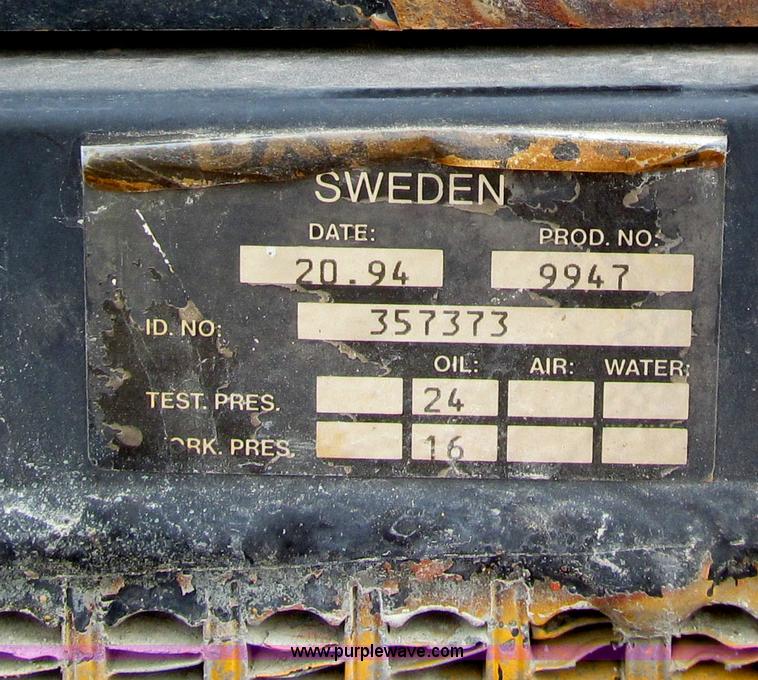 SWEDEN
DATE: PROD. NO:
20.94 9947
ID. NO: 357373
OIL: AIR: WATER:
TEST. PRES. 24
ORK. PRES. 16
www.purplewave.com